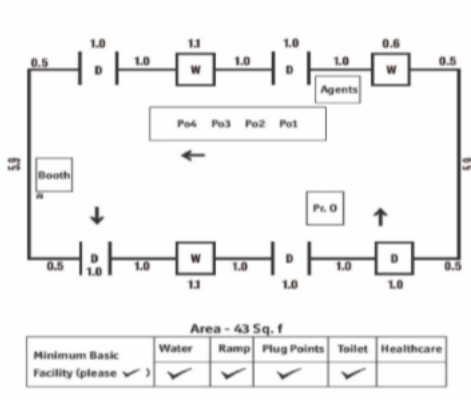 1.0 1.1 1.0 0.6
0.5 D 1.0 W 1.0 D 1.0 W 0.5
Agents
Po4 Po3 Po2 Po1
5.9 5.9
Booth
Pr. O
D W D D
0.5 1.0 1.0 1.0 1.0 0.5
1.1 1.0 1.0
Area - 43 Sq. f
Minimum Basic Facility (please ✓ )
Water Ramp Plug Points Toilet Healthcare
✓ ✓ ✓ ✓